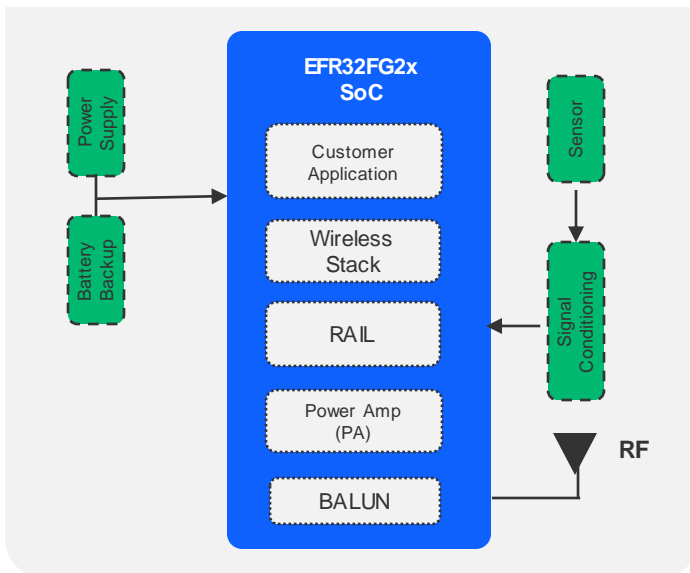 Power
Supply
Battery
Backup
EFR32FG2x
SoC
Customer
Application
Wireless
Stack
RAIL
Power Amp
(PA)
BALUN
Sensor
Signal
Conditioning
RF